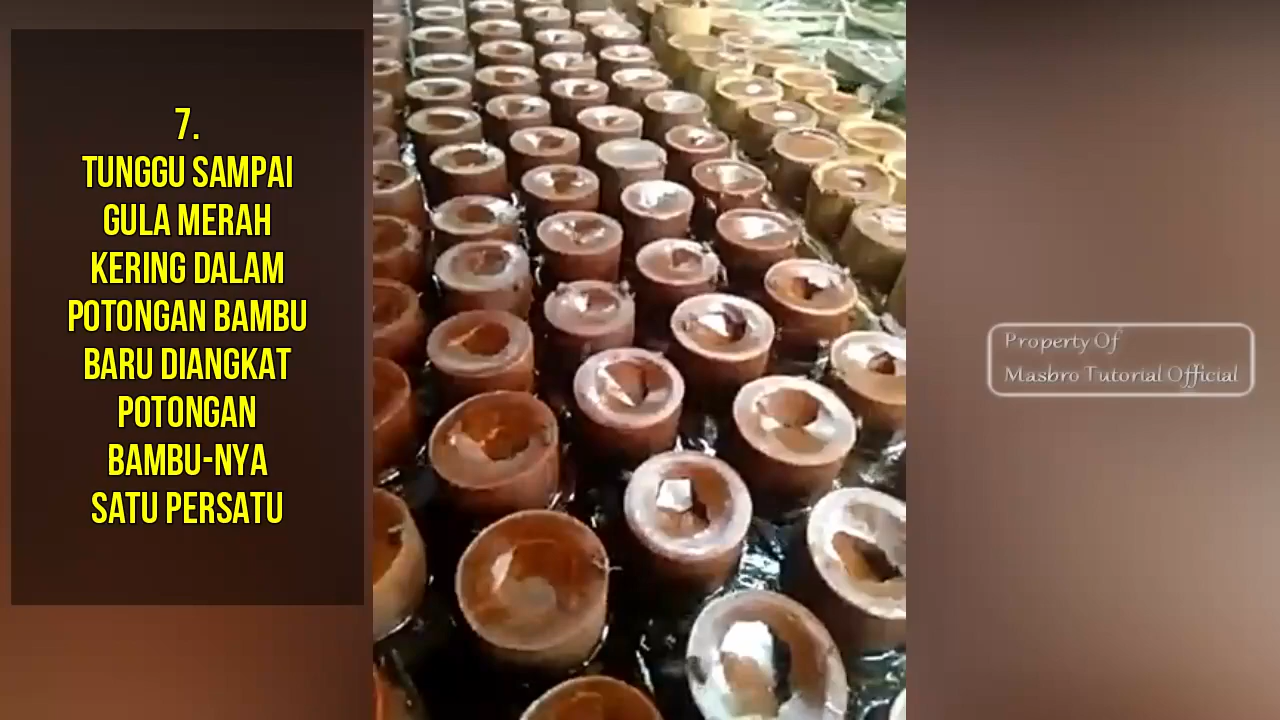 7.
TUNGGU SAMPAI
GULA MERAH
KERING DALAM
POTONGAN BAMBU
BARU DIANGKAT
POTONGAN
BAMBU-NYA
SATU PERSATU
Property Of
Masbro Tutorial Official